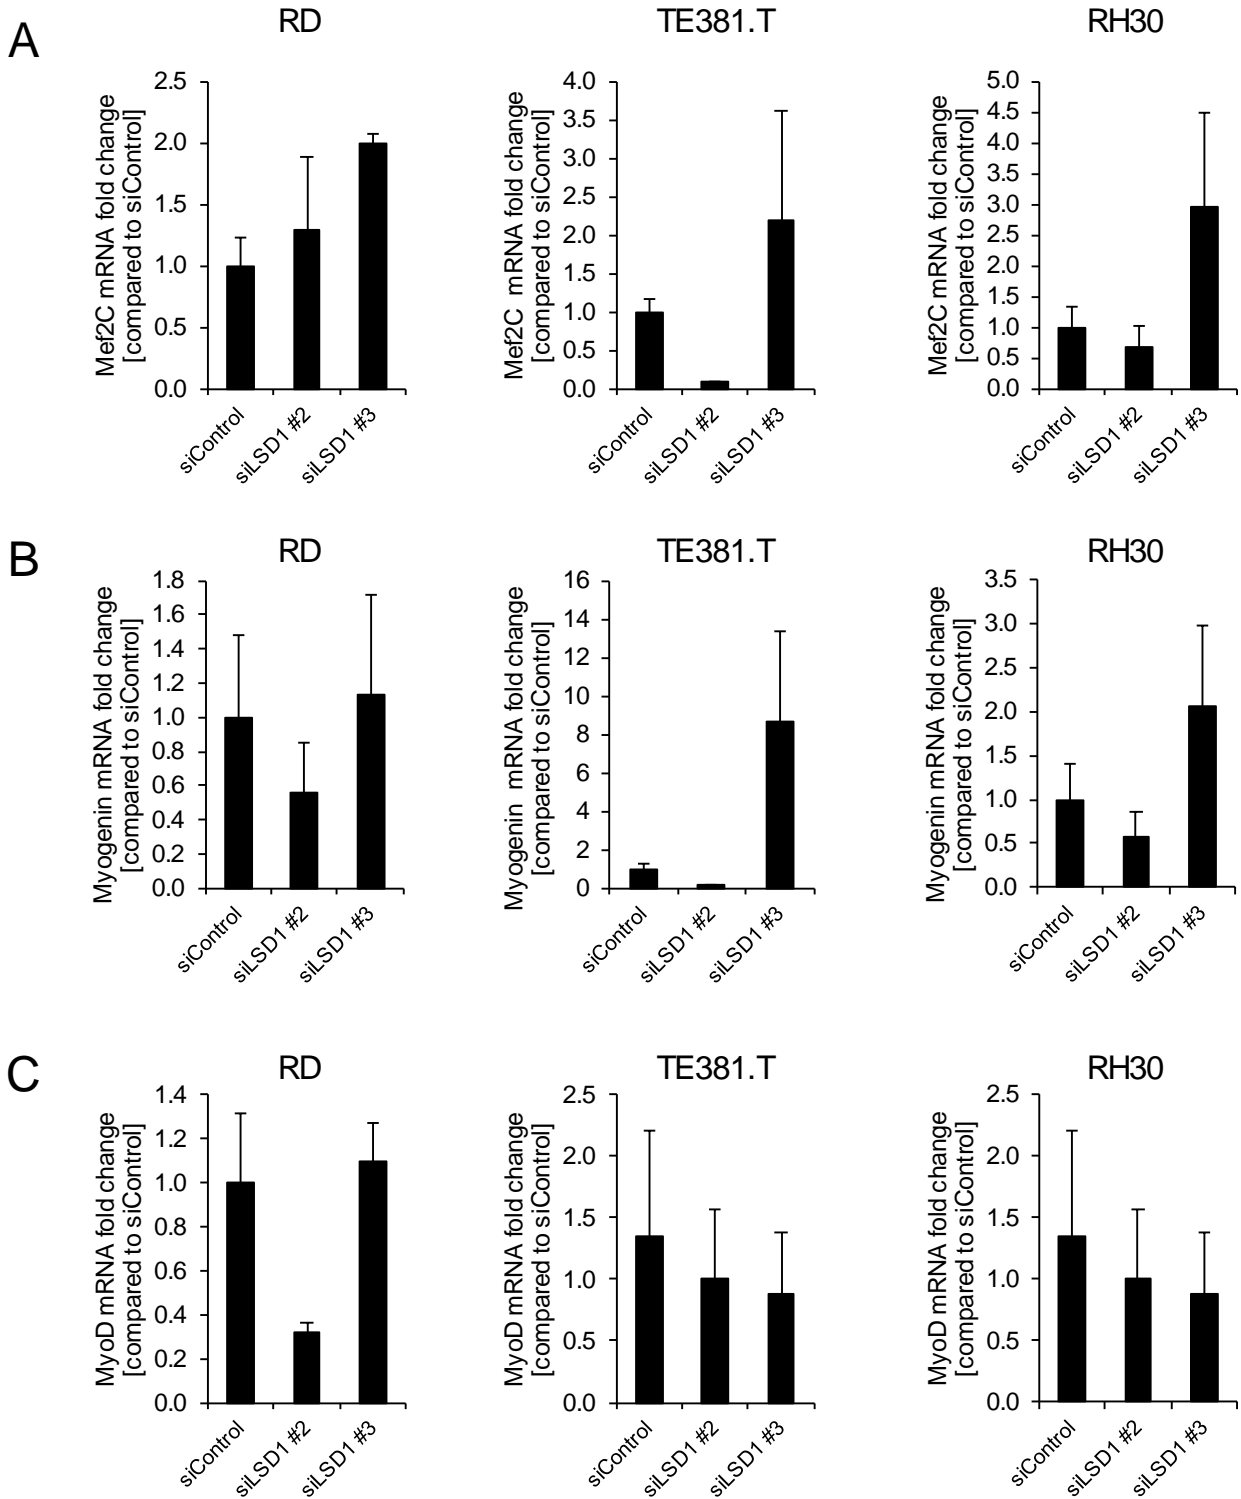 A
RD
TE381.T
RH30
Mef2C mRNA fold change
[compared to siControl]
2.5
2.0
1.5
1.0
0.5
0.0
siControl
siLSD1 #2
siLSD1 #3
Mef2C mRNA fold change
[compared to siControl]
4.0
3.5
3.0
2.5
2.0
1.5
1.0
0.5
0.0
siControl
siLSD1 #2
siLSD1 #3
Mef2C mRNA fold change
[compared to siControl]
5.0
4.5
4.0
3.5
3.0
2.5
2.0
1.5
1.0
0.5
0.0
siControl
siLSD1 #2
siLSD1 #3
B
RD
TE381.T
RH30
Myogenin mRNA fold change
[compared to siControl]
1.8
1.6
1.4
1.2
1.0
0.8
0.6
0.4
0.2
0.0
siControl
siLSD1 #2
siLSD1 #3
Myogenin mRNA fold change
[compared to siControl]
16
14
12
10
8
6
4
2
0
siControl
siLSD1 #2
siLSD1 #3
Myogenin mRNA fold change
[compared to siControl]
3.5
3.0
2.5
2.0
1.5
1.0
0.5
0.0
siControl
siLSD1 #2
siLSD1 #3
C
RD
TE381.T
RH30
MyoD mRNA fold change
[compared to siControl]
1.4
1.2
1.0
0.8
0.6
0.4
0.2
0.0
siControl
siLSD1 #2
siLSD1 #3
MyoD mRNA fold change
[compared to siControl]
2.5
2.0
1.5
1.0
0.5
0.0
siControl
siLSD1 #2
siLSD1 #3
MyoD mRNA fold change
[compared to siControl]
2.5
2.0
1.5
1.0
0.5
0.0
siControl
siLSD1 #2
siLSD1 #3